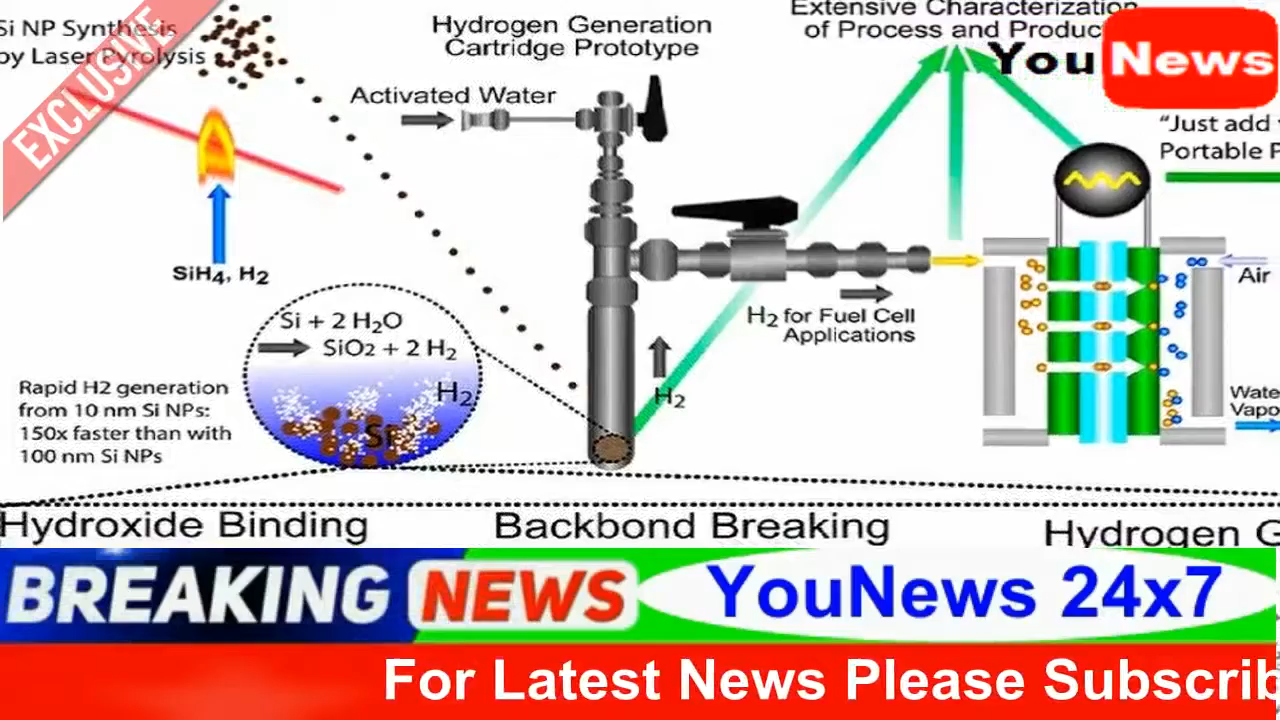 Si NP Synthesis
by Laser Pyrolysis
EXCLUSIVE
Hydrogen Generation
Cartridge Prototype
Extensive Characterization
of Process and Produc
YouNews
Activated Water
"Just add
Portable P
SiH4, H2
Si + 2 H2O
SiO2 + 2 H2
H2
Si
Rapid H2 generation
from 10 nm Si NPs:
150x faster than with
100 nm Si NPs
H2
H2 for Fuel Cell
Applications
Air
Wate
Vapo
Hydroxide Binding
Backbond Breaking
Hydrogen G
BREAKING NEWS
YouNews 24x7
For Latest News Please Subscrib